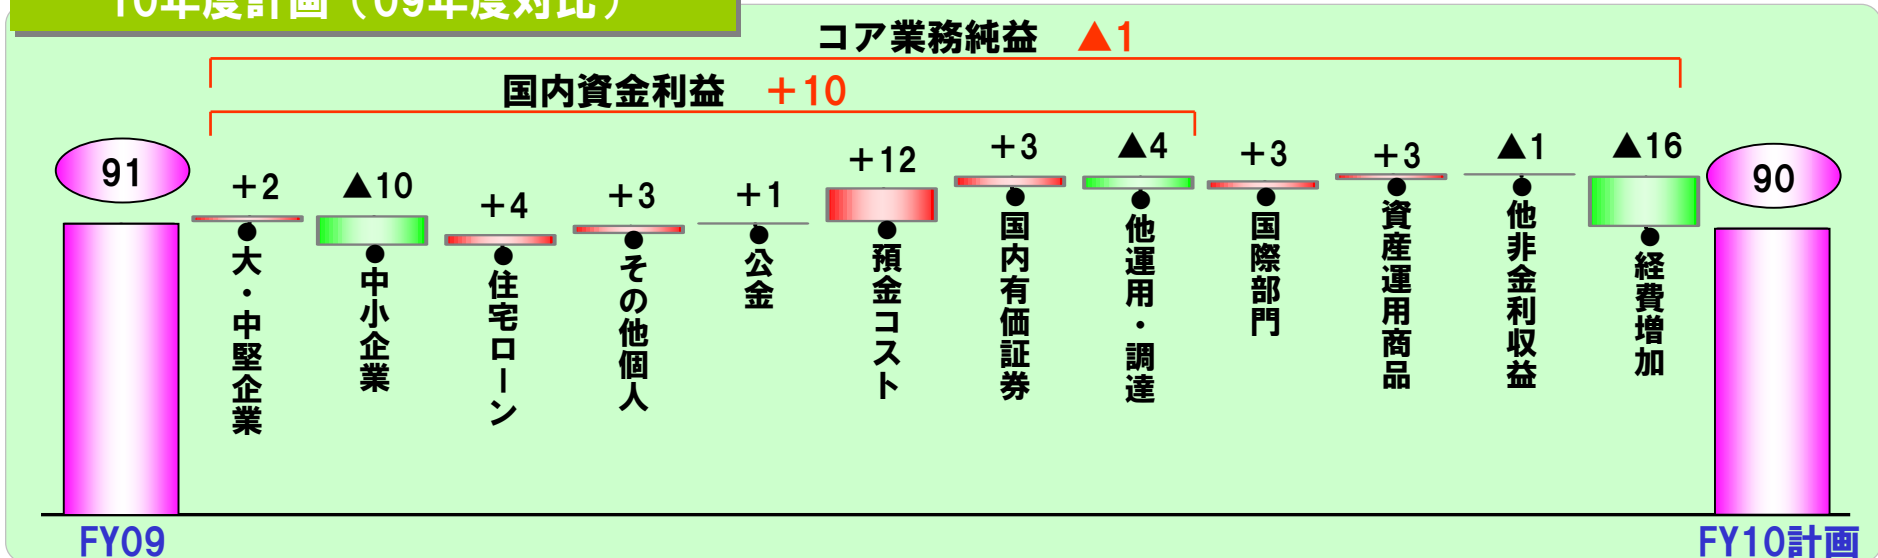 10年度計画（09年度対比）
コア業務純益 ▲1
国内資金利益 +10
91
+2
▲10
+4
+3
+1
+12
+3
▲4
+3
+3
▲1
▲16
90
●大・中堅企業
●中小企業
●住宅ローン
●その他個人
●公金
●預金コスト
●国内有価証券
●他運用・調達
●国際部門
●資産運用商品
●他非金利収益
●経費増加
FY09
FY10計画